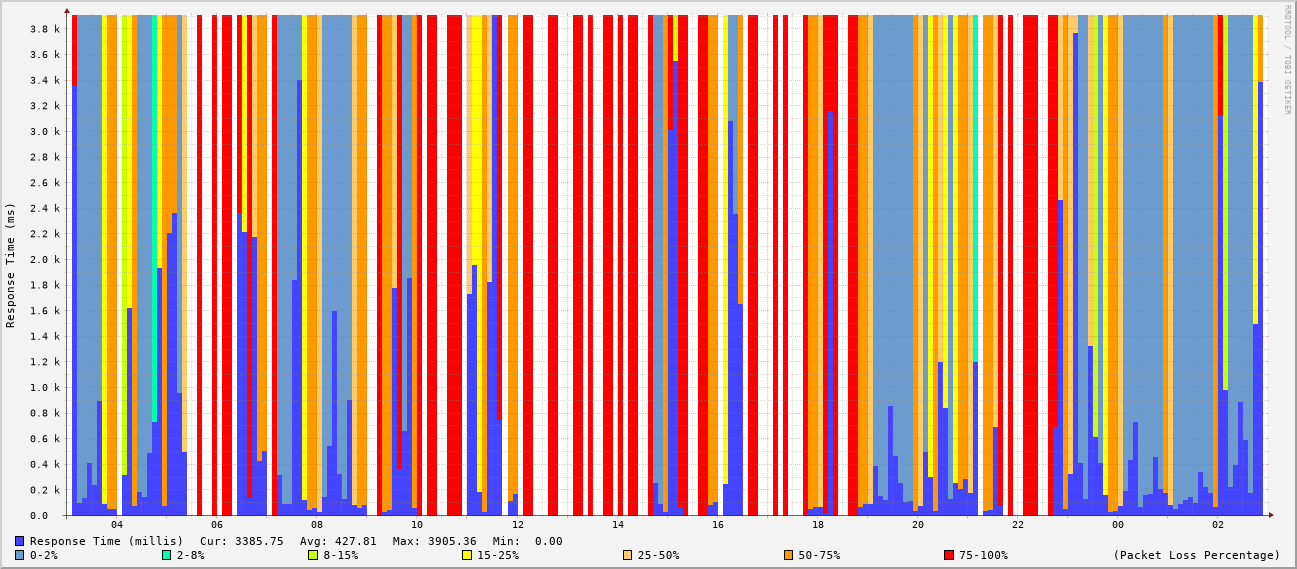 RRDTOOL / TOBI OETIKER
Response Time (ms)
3.8 k
3.6 k
3.4 k
3.2 k
3.0 k
2.8 k
2.6 k
2.4 k
2.2 k
2.0 k
1.8 k
1.6 k
1.4 k
1.2 k
1.0 k
0.8 k
0.6 k
0.4 k
0.2 k
0.0
04 06 08 10 12 14 16 18 20 22 00 02
Response Time (millis) Cur: 3385.75 Avg: 427.81 Max: 3905.36 Min: 0.00
0-2% 2-8% 8-15% 15-25% 25-50% 50-75% 75-100% (Packet Loss Percentage)